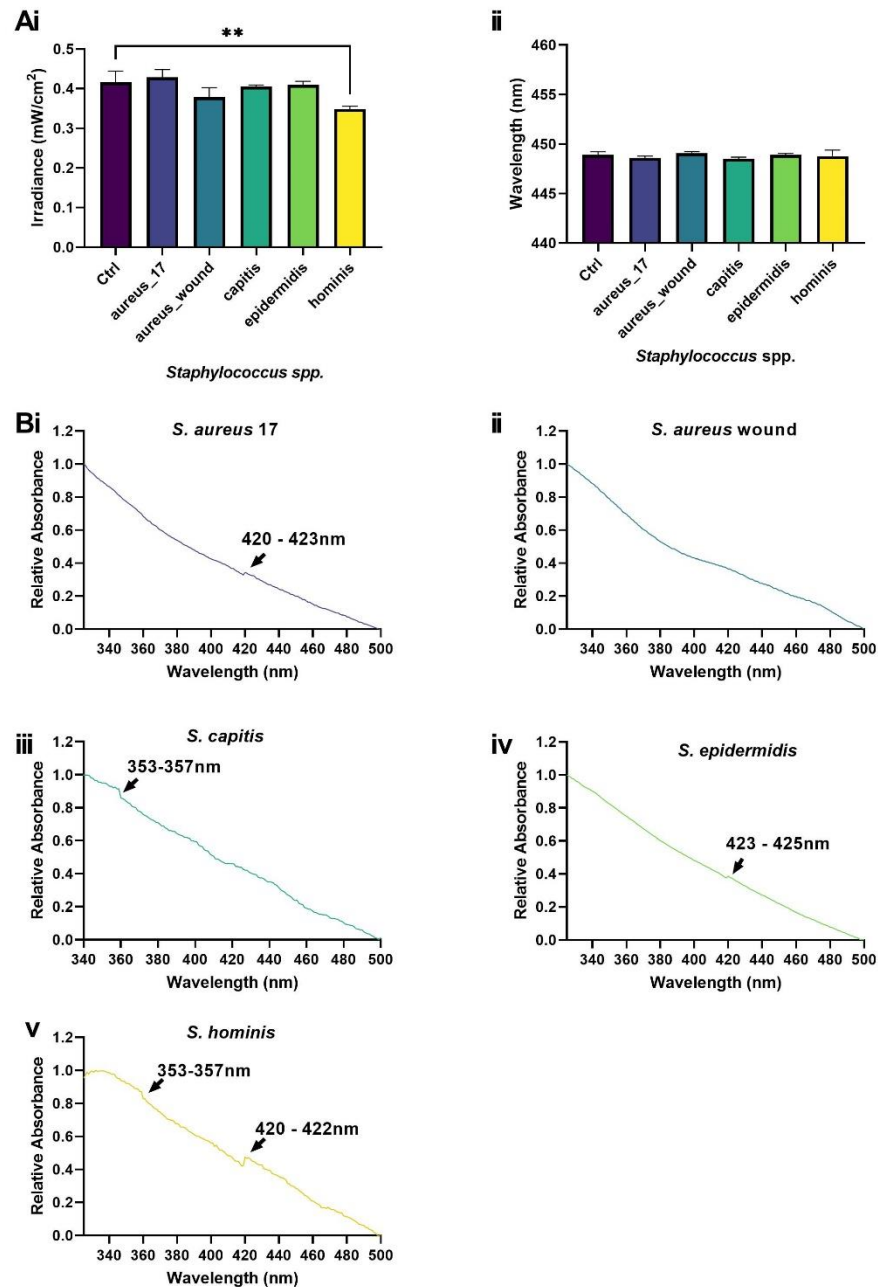 Ai
**
0.5
0.4
0.3
0.2
0.1
0.0
Irradiance (mW/cm²)
Ctrl
aureus_17
aureus_wound
capitis
epidermidis
hominis
Staphylococcus spp.
ii
460
455
450
445
440
Wavelength (nm)
Ctrl
aureus_17
aureus_wound
capitis
epidermidis
hominis
Staphylococcus spp.
Bi
S. aureus 17
1.2
1.0
0.8
0.6
0.4
0.2
0.0
Relative Absorbance
420 - 423nm
340 360 380 400 420 440 460 480 500
Wavelength (nm)
ii
S. aureus wound
1.2
1.0
0.8
0.6
0.4
0.2
0.0
Relative Absorbance
340 360 380 400 420 440 460 480 500
Wavelength (nm)
iii
S. capitis
1.2
1.0
0.8
0.6
0.4
0.2
0.0
Relative Absorbance
353-357nm
340 360 380 400 420 440 460 480 500
Wavelength (nm)
iv
S. epidermidis
1.2
1.0
0.8
0.6
0.4
0.2
0.0
Relative Absorbance
423 - 425nm
340 360 380 400 420 440 460 480 500
Wavelength (nm)
v
S. hominis
1.2
1.0
0.8
0.6
0.4
0.2
0.0
Relative Absorbance
353-357nm
420 - 422nm
340 360 380 400 420 440 460 480 500
Wavelength (nm)